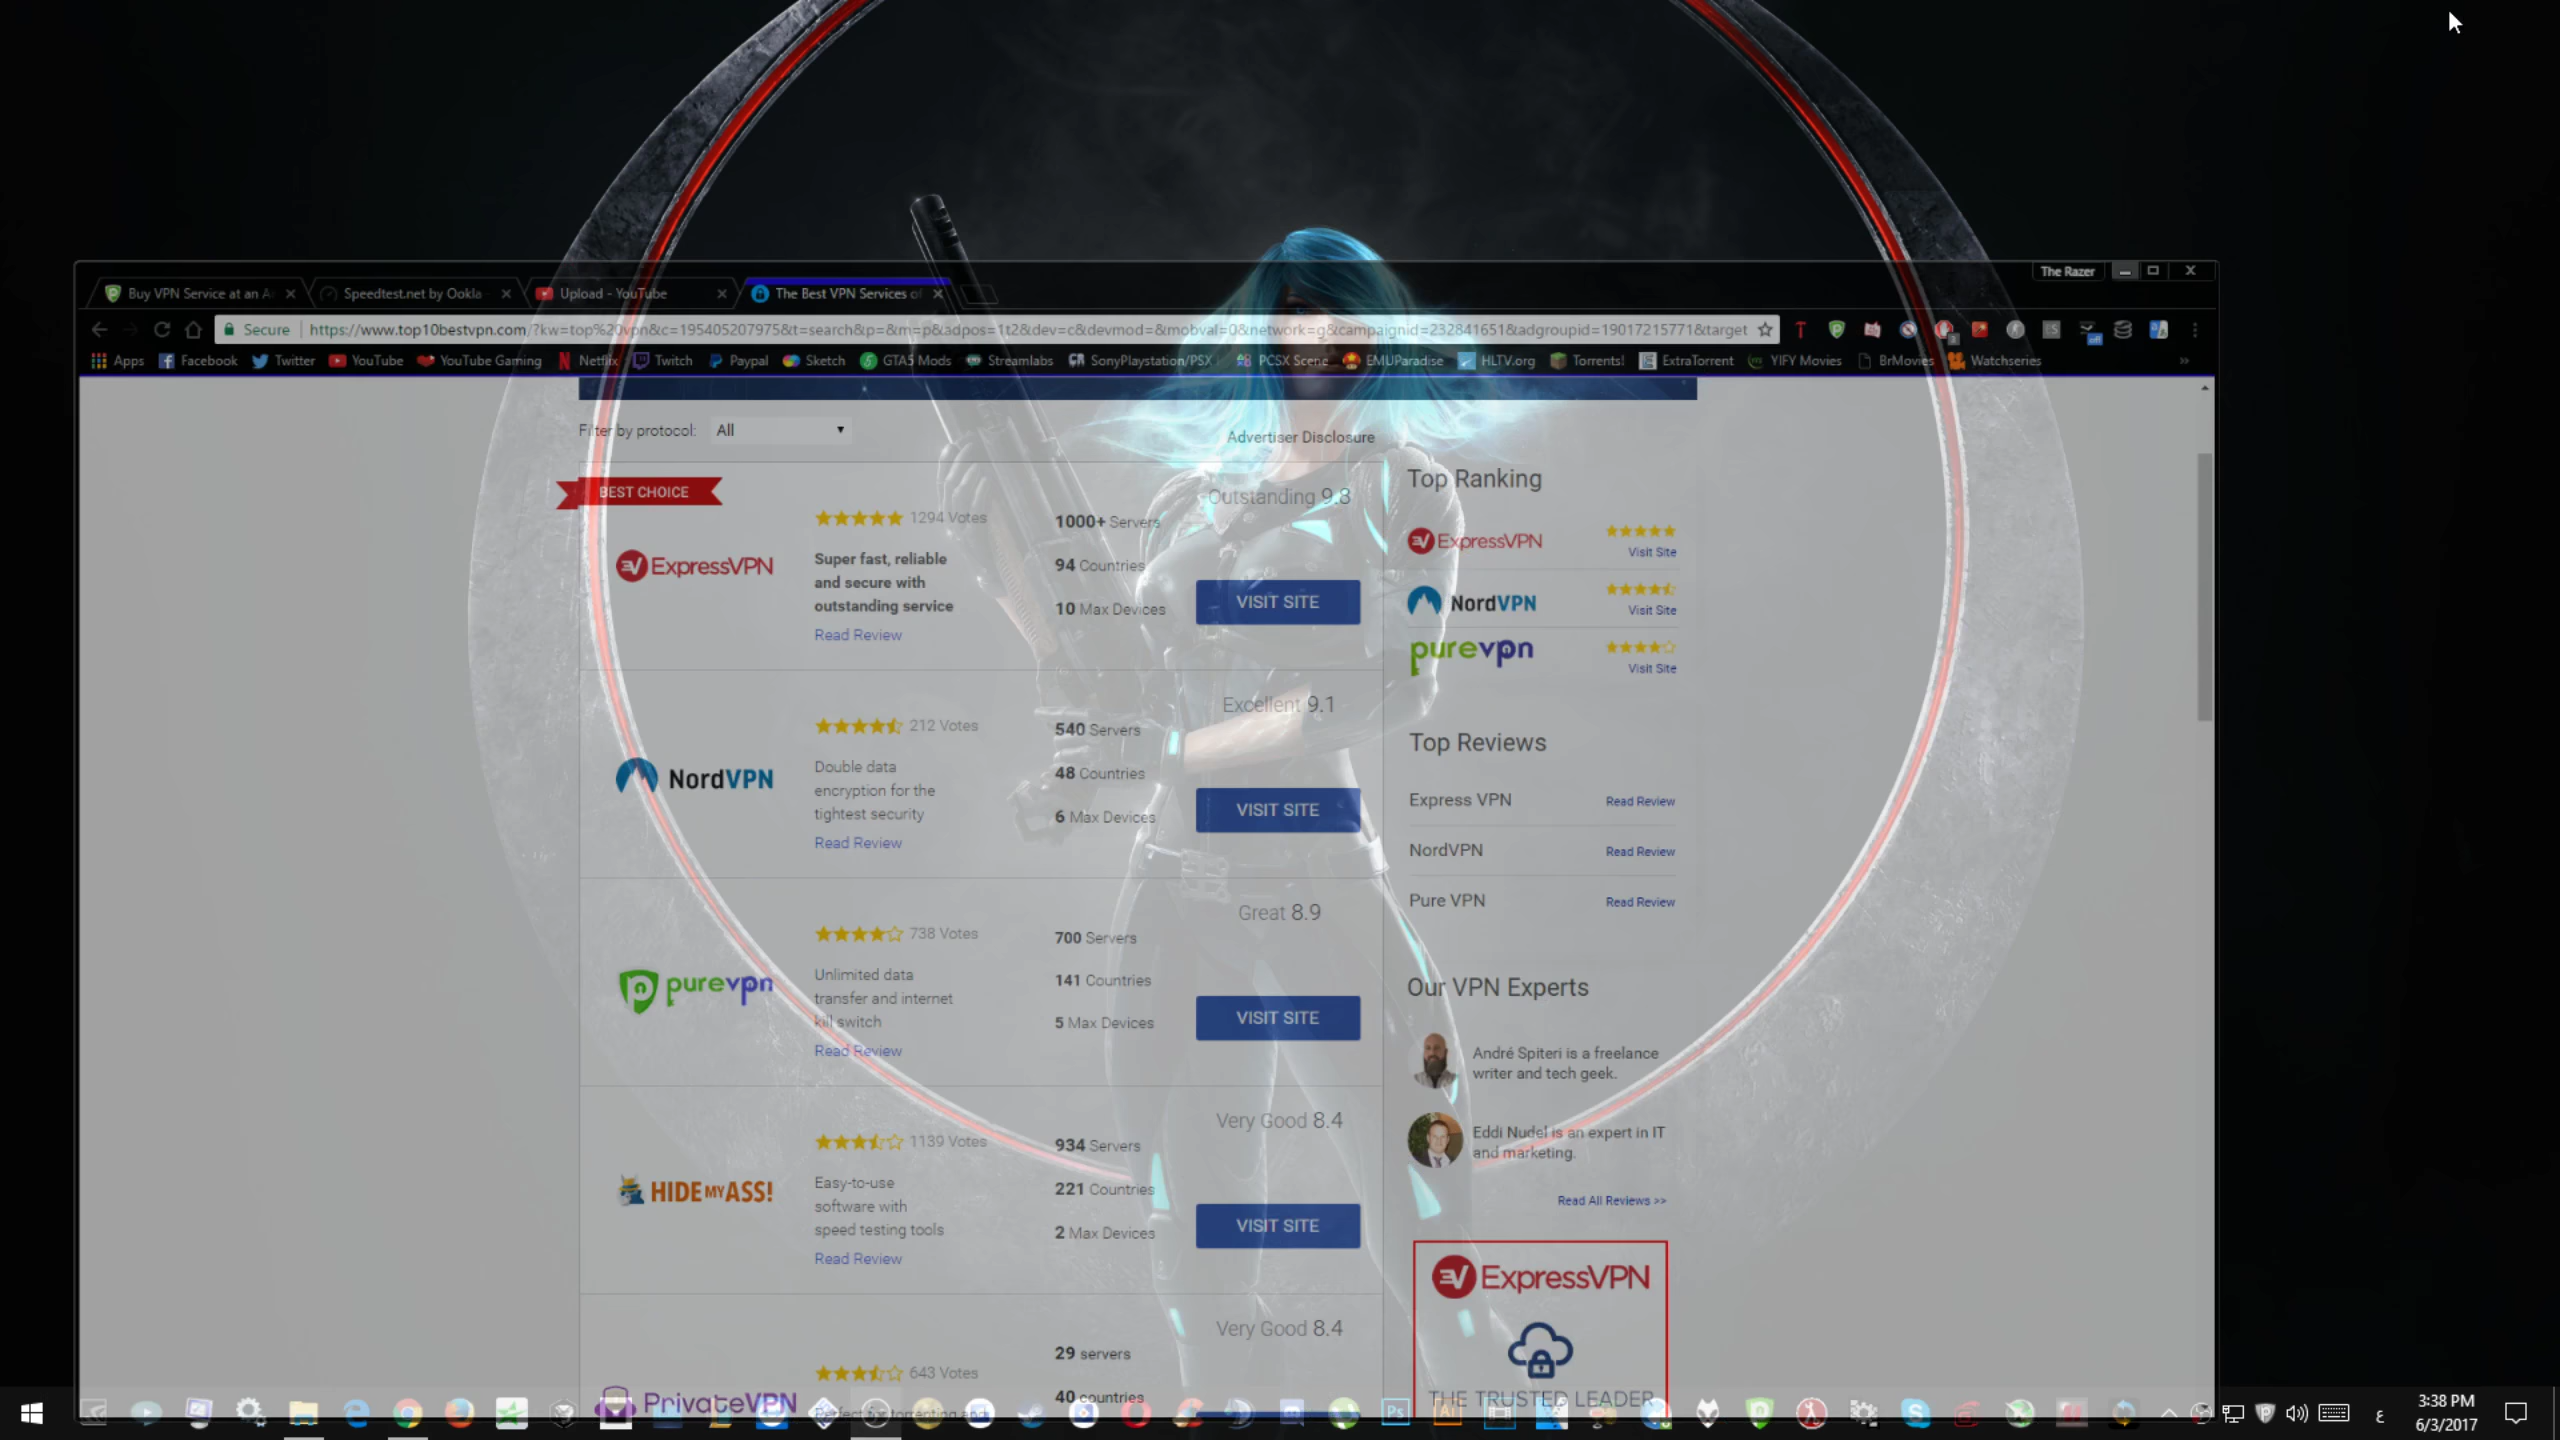 The Razer
Buy VPN Service at an A
Speedtest.net by Ookla
Upload - YouTube
The Best VPN Services of
Secure
https://www.top10bestvpn.com/?kw=top%20vpn&c=195405207975&t=search&p=&m=p&adpos=1t2&dev=c&devmod=&mobval=0&network=g&campaignid=232841651&adgroupid=19017215771&target
Apps
Facebook
Twitter
YouTube
YouTube Gaming
Netflix
Twitch
Paypal
Sketch
GTA5 Mods
Streamlabs
SonyPlaystation/PSX
PCSX Scene
EMUParadise
HLTV.org
Torrents!
ExtraTorrent
YIFY Movies
BrMovies
Watchseries
Filter by protocol: All
Advertiser Disclosure
BEST CHOICE
ExpressVPN
1294 Votes
Super fast, reliable
and secure with
outstanding service
Read Review
1000+ Servers
94 Countries
10 Max Devices
Outstanding 9.8
VISIT SITE
NordVPN
212 Votes
Double data
encryption for the
tightest security
Read Review
540 Servers
48 Countries
6 Max Devices
Excellent 9.1
VISIT SITE
purevpn
738 Votes
Unlimited data
transfer and internet
kill switch
Read Review
700 Servers
141 Countries
5 Max Devices
Great 8.9
VISIT SITE
HIDE MY ASS!
1139 Votes
Easy-to-use
software with
speed testing tools
Read Review
934 Servers
221 Countries
2 Max Devices
Very Good 8.4
VISIT SITE
PrivateVPN
643 Votes
Perfect for torrenting and
29 servers
40 countries
Very Good 8.4
Top Ranking
ExpressVPN
Visit Site
NordVPN
Visit Site
purevpn
Visit Site
Top Reviews
Express VPN Read Review
NordVPN Read Review
Pure VPN Read Review
Our VPN Experts
André Spiteri is a freelance
writer and tech geek.
Eddi Nudel is an expert in IT
and marketing.
Read All Reviews >>
ExpressVPN
THE TRUSTED LEADER
Ps
Ai
ع
3:38 PM
6/3/2017